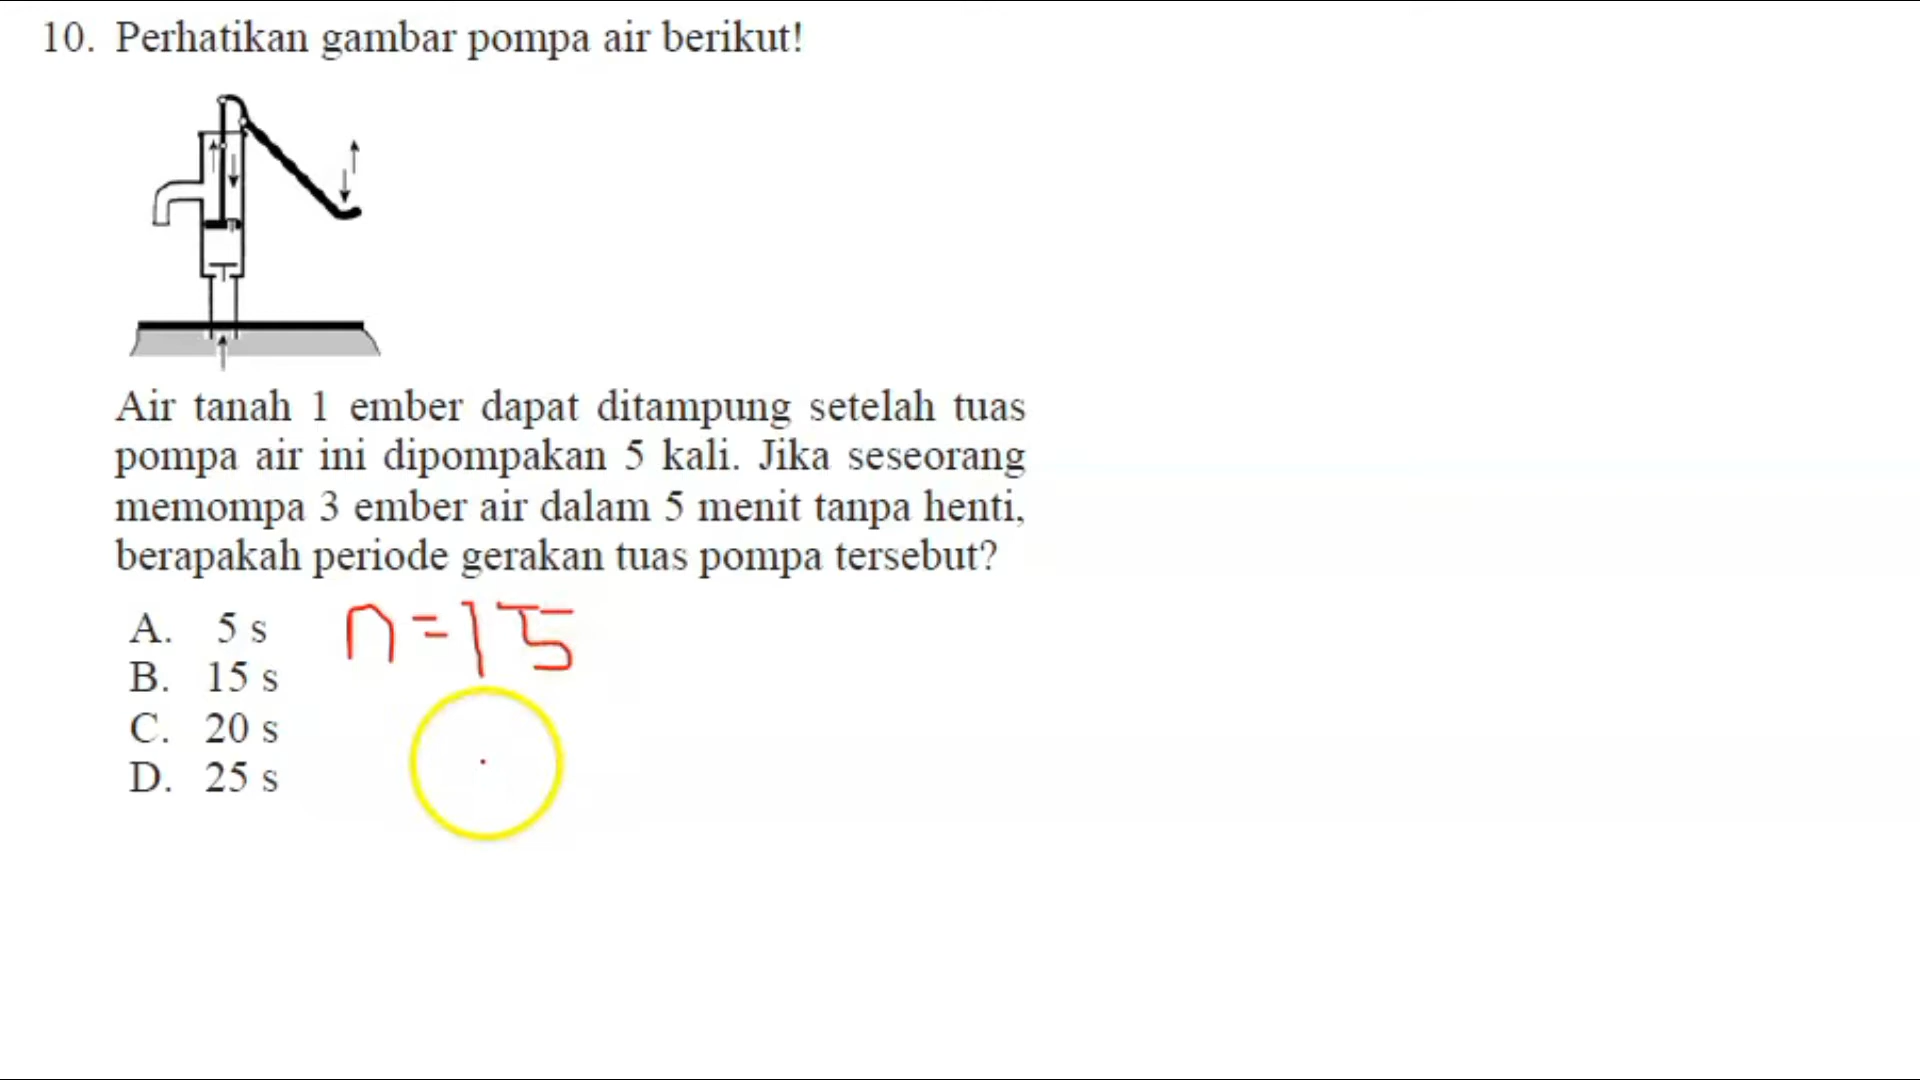 10. Perhatikan gambar pompa air berikut!
Air tanah 1 ember dapat ditampung setelah tuas
pompa air ini dipompakan 5 kali. Jika seseorang
memompa 3 ember air dalam 5 menit tanpa henti,
berapakah periode gerakan tuas pompa tersebut?
A. 5 s
n = 15
B. 15 s
C. 20 s
D. 25 s